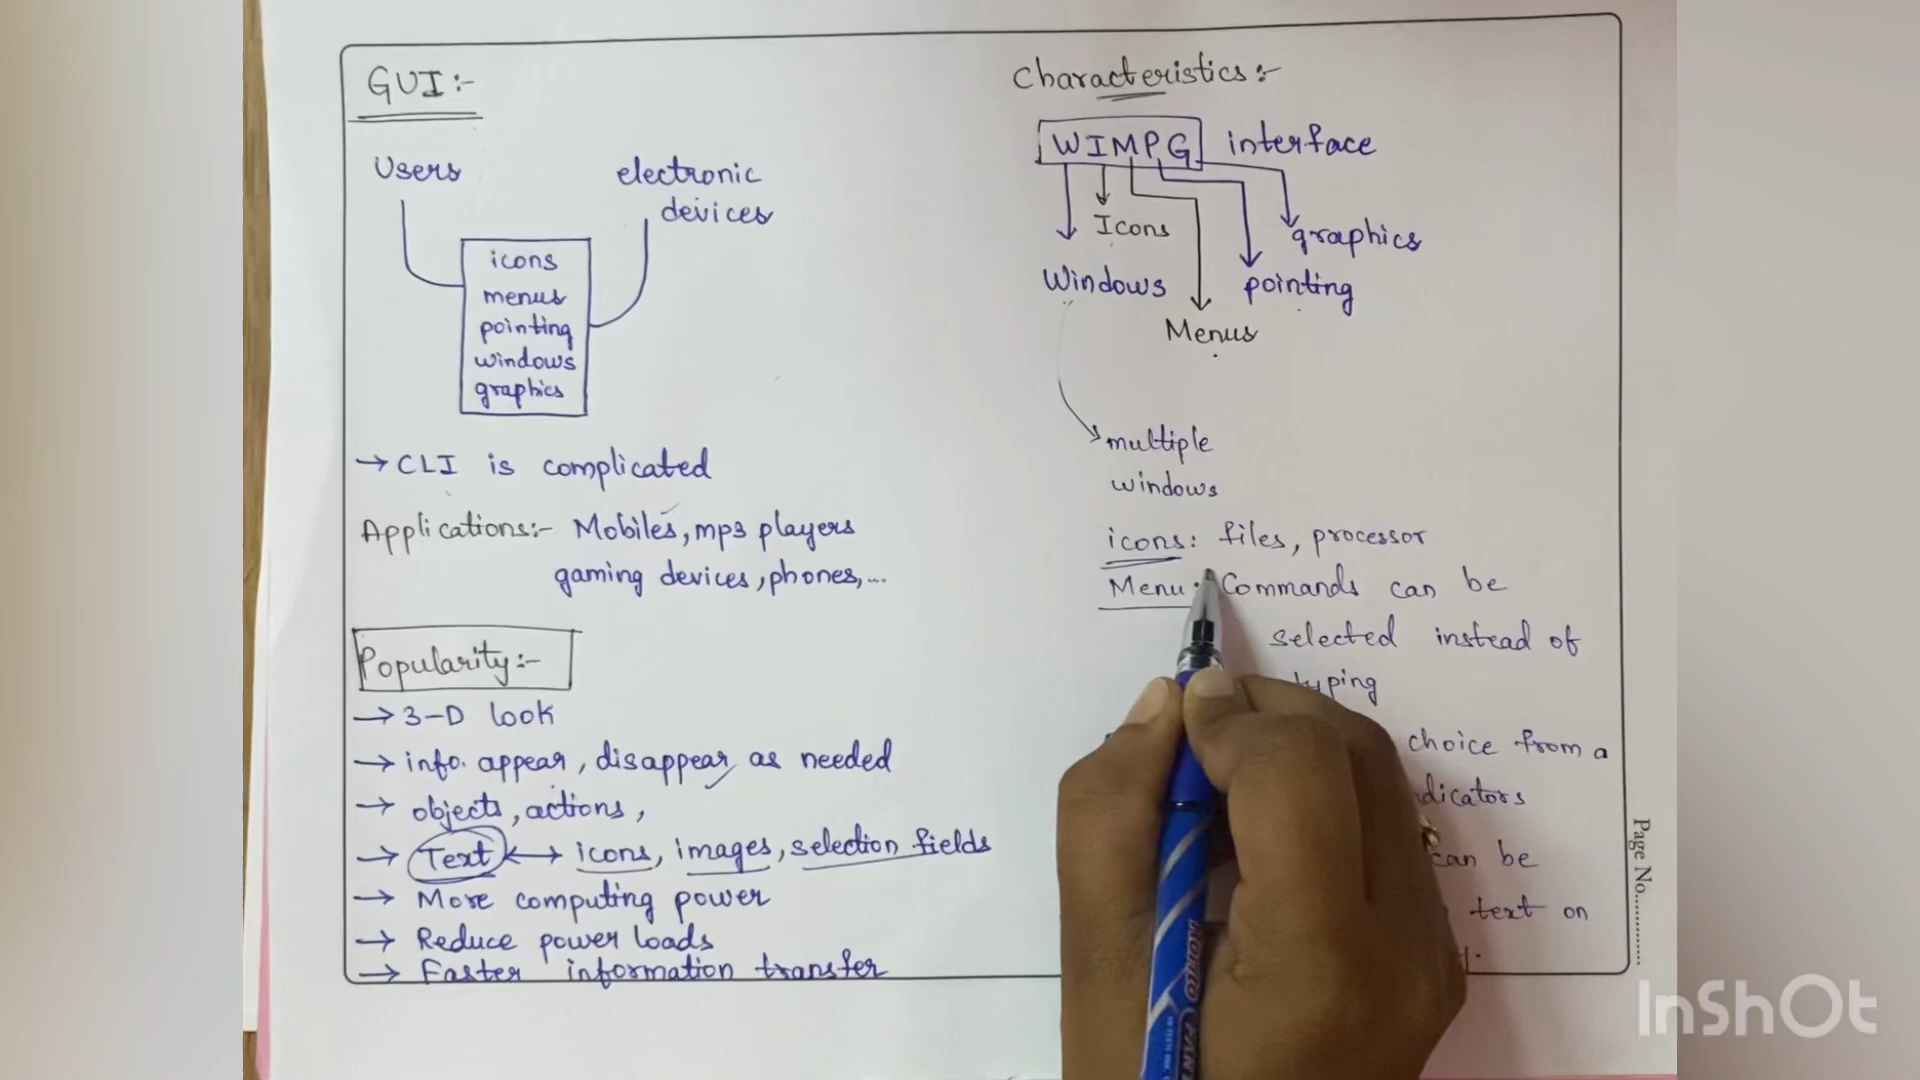 GUI:-
Users
electronic
devices
icons
menus
pointing
windows
graphics
→ CLI is complicated
Applications:- Mobiles, mp3 players
gaming devices, phones,...
Popularity:-
→ 3-D look
→ info. appear, disappear as needed
→ objects, actions,
→ Text ↔ icons, images, selection fields
→ More computing power
→ Reduce power loads
→ Faster information transfer
Characteristics:-
WIMPG interface
Icons
graphics
Windows
pointing
Menus
multiple
windows
icons: files, processor
Menu: Commands can be
selected instead of
typing
choice from a
can be
text on
Page No..............
InShOt